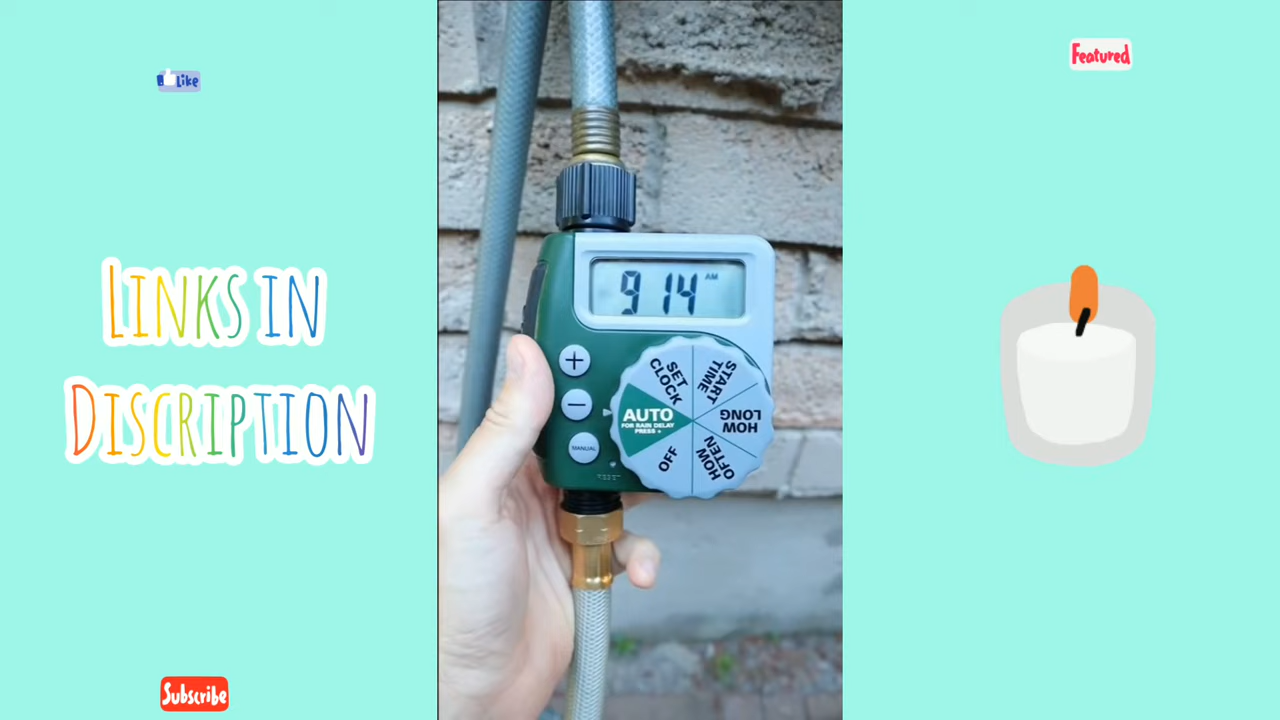 Like
Featured
Links in
Discription
Subscribe
9 14 AM
+
−
MANUAL
RESET
SET
CLOCK
START
TIME
HOW
LONG
HOW
OFTEN
OFF
AUTO
FOR RAIN DELAY
PRESS +